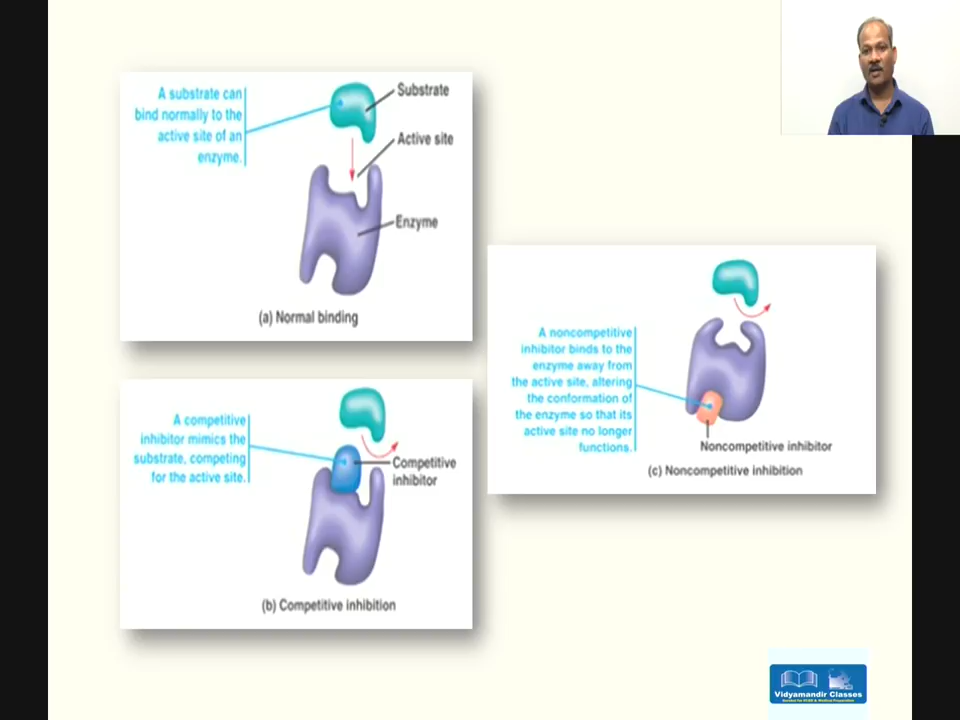 A substrate can
bind normally to the
active site of an
enzyme.
Substrate
Active site
Enzyme
(a) Normal binding
A competitive
inhibitor mimics the
substrate, competing
for the active site.
Competitive
inhibitor
(b) Competitive inhibition
A noncompetitive
inhibitor binds to the
enzyme away from
the active site, altering
the conformation of
the enzyme so that its
active site no longer
functions.
Noncompetitive inhibitor
(c) Noncompetitive inhibition
Vidyamandir Classes